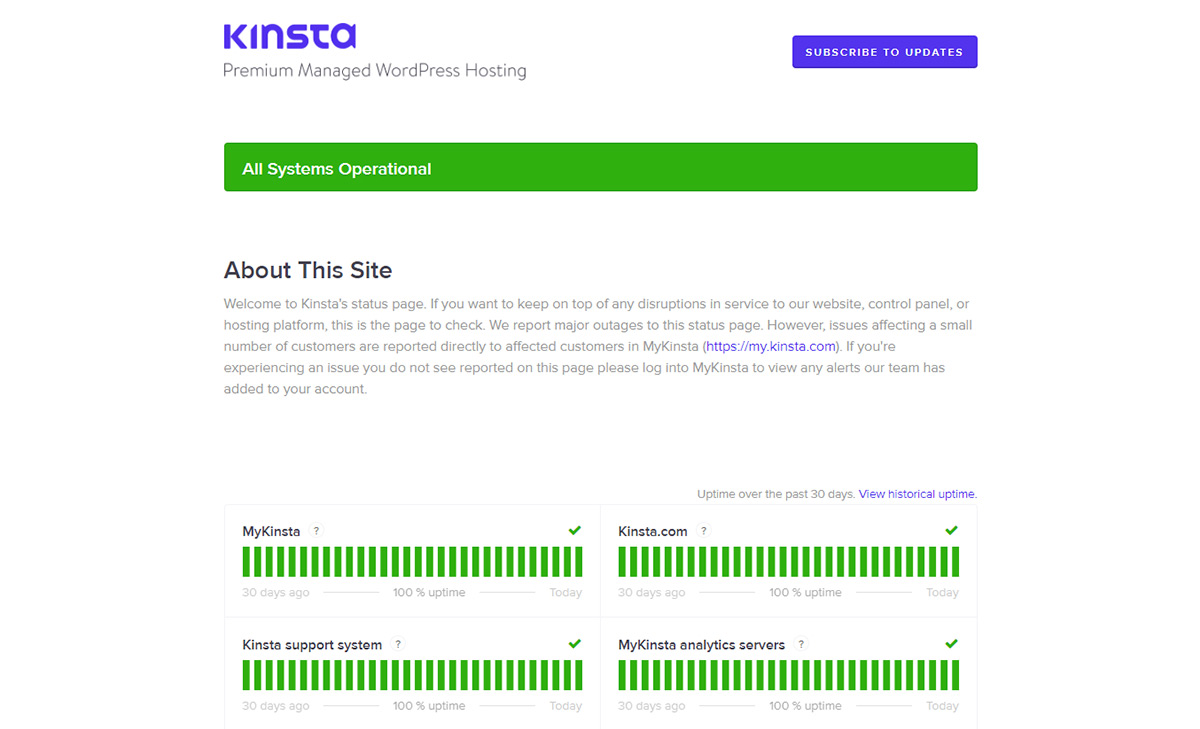 Kinsta
SUBSCRIBE TO UPDATES
Premium Managed WordPress Hosting
All Systems Operational
About This Site
Welcome to Kinsta's status page. If you want to keep on top of any disruptions in service to our website, control panel, or
hosting platform, this is the page to check. We report major outages to this status page. However, issues affecting a small
number of customers are reported directly to affected customers in MyKinsta (https://my.kinsta.com). If you're
experiencing an issue you do not see reported on this page please log into MyKinsta to view any alerts our team has
added to your account.
Uptime over the past 30 days. View historical uptime.
MyKinsta ?
30 days ago 100 % uptime Today
Kinsta.com ?
30 days ago 100 % uptime Today
Kinsta support system ?
30 days ago 100 % uptime Today
MyKinsta analytics servers ?
30 days ago 100 % uptime Today